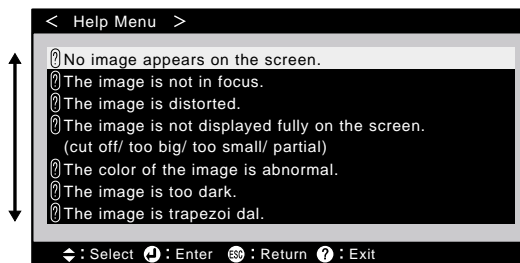 < Help Menu >
? No image appears on the screen.
? The image is not in focus.
? The image is distorted.
? The image is not displayed fully on the screen.
(cut off/ too big/ too small/ partial)
? The color of the image is abnormal.
? The image is too dark.
? The image is trapezoi dal.
: Select : Enter ESC : Return ? : Exit